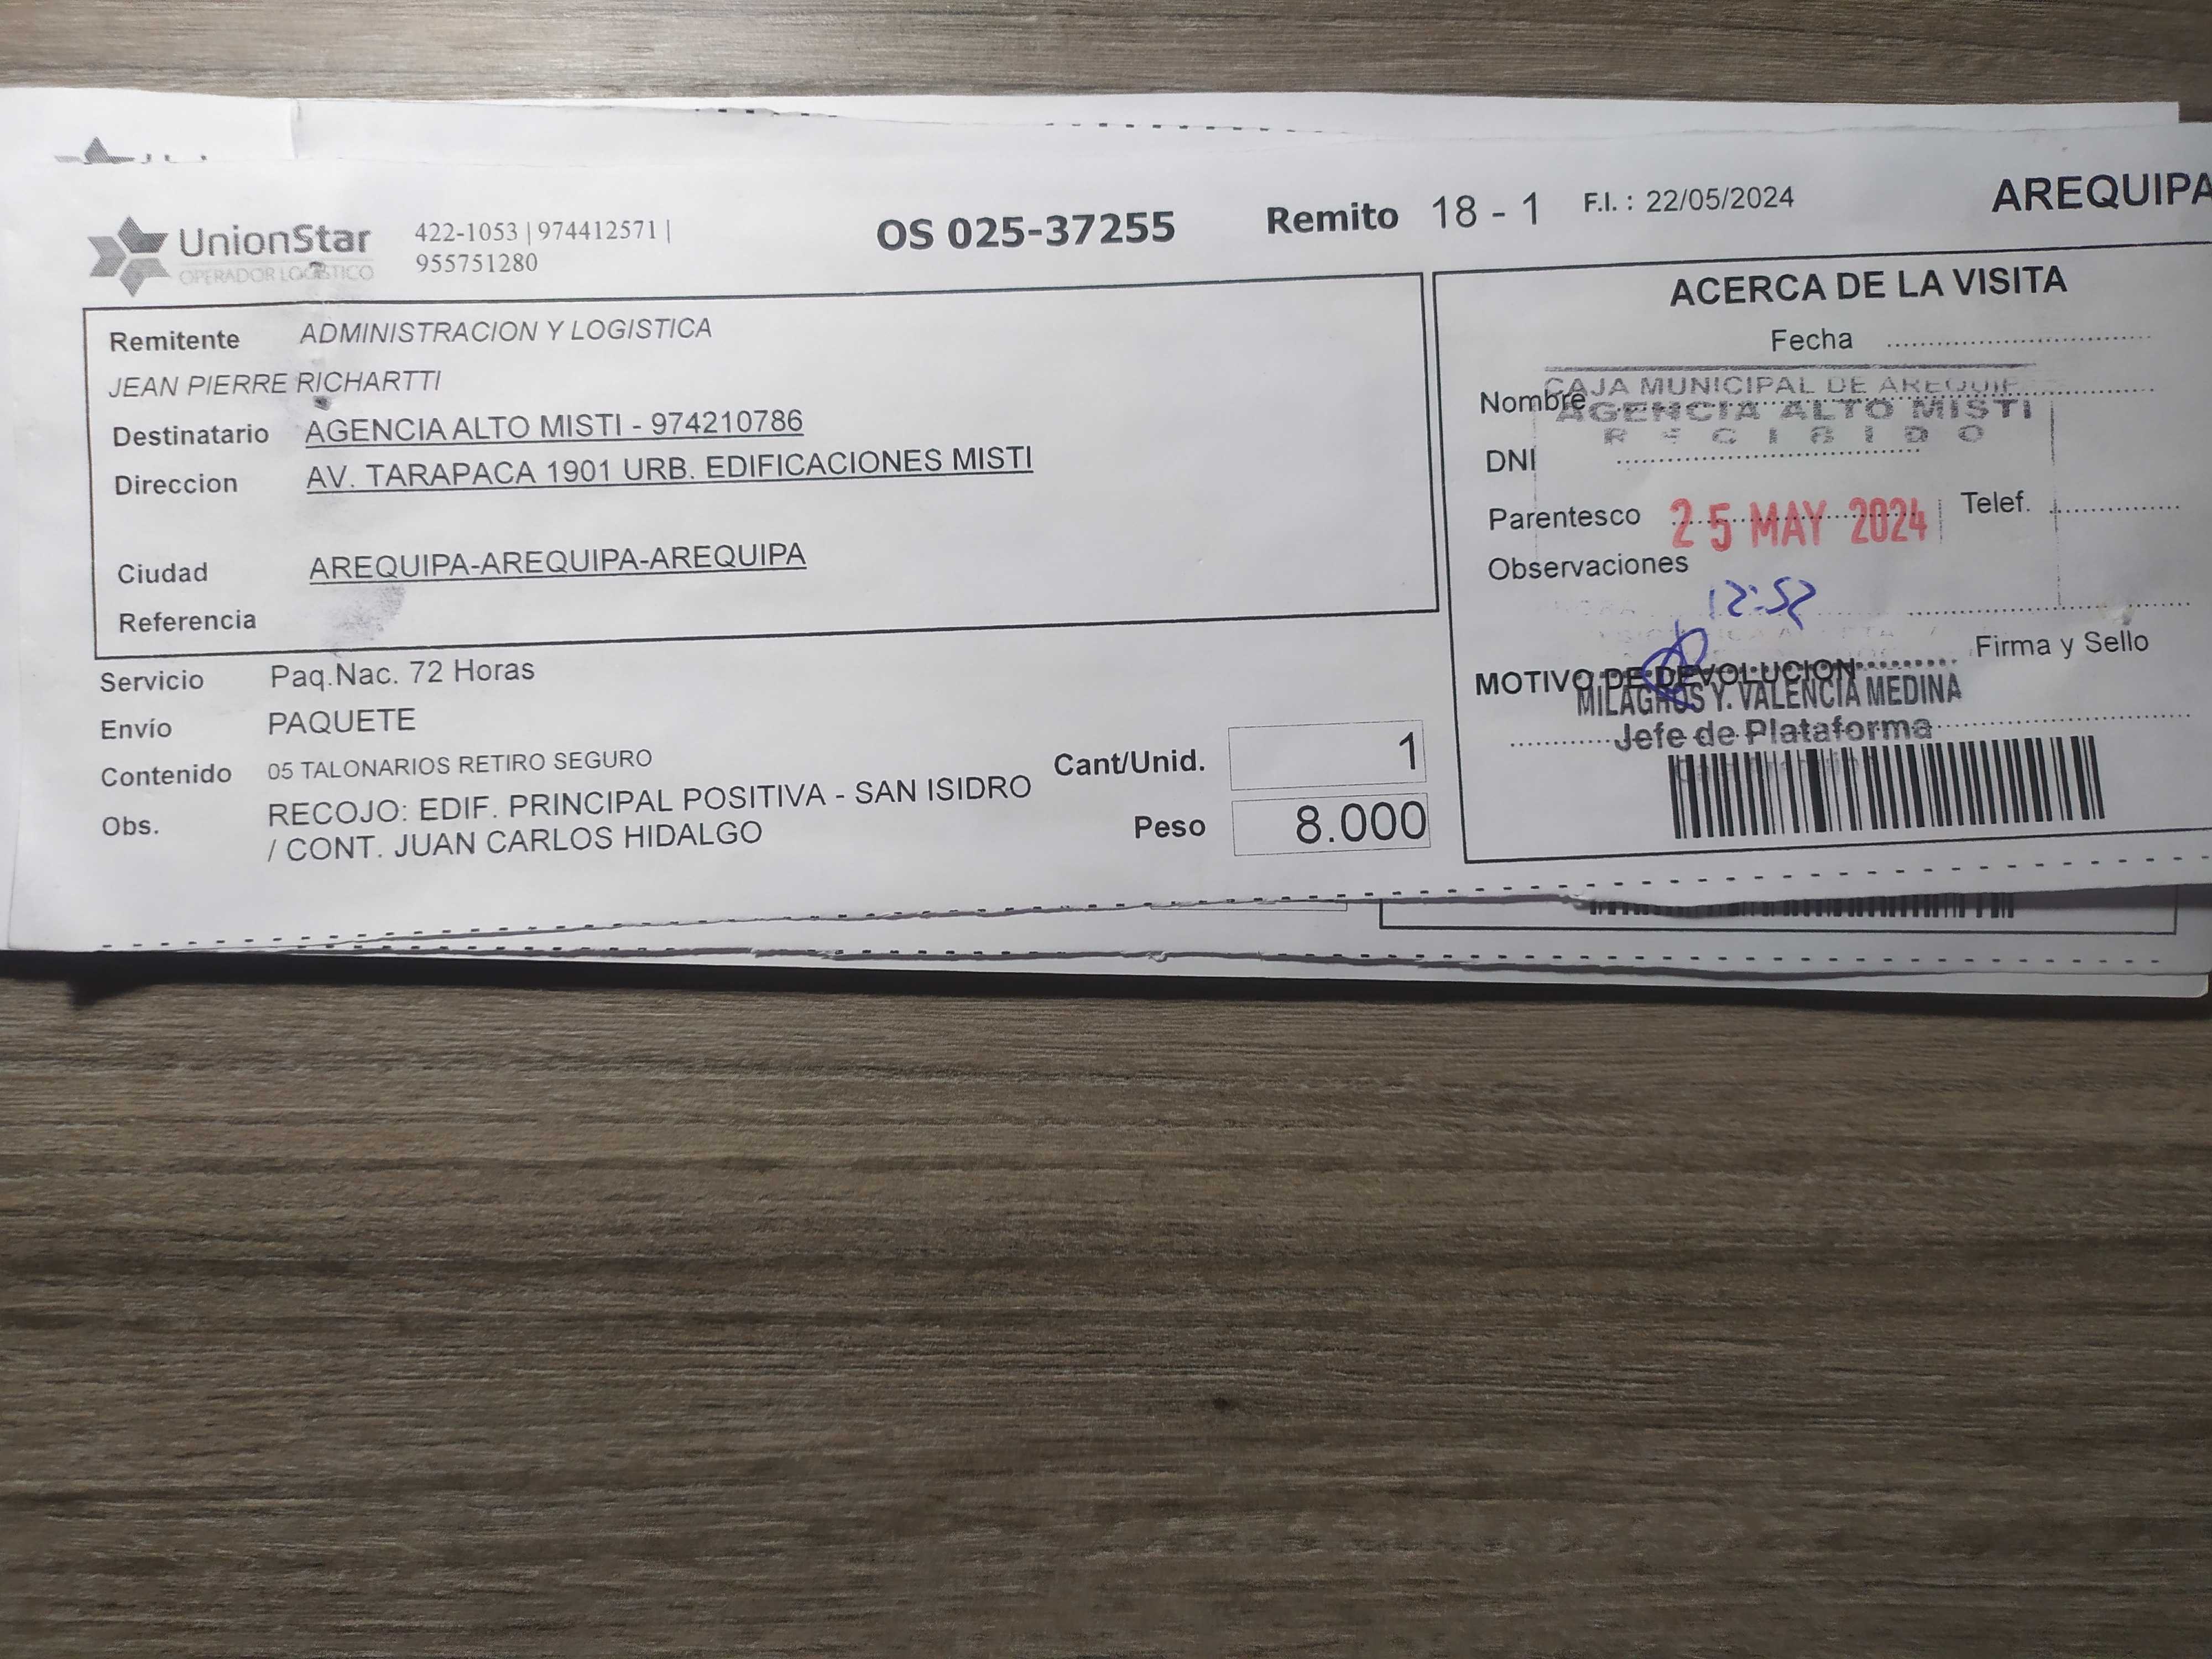 UnionStar
OPERADOR LOGISTICO
422-1053 | 974412571 |
955751280
OS 025-37255
Remito 18 - 1
F.I. : 22/05/2024
AREQUIPA
Remitente ADMINISTRACION Y LOGISTICA
JEAN PIERRE RICHARTTI
Destinatario AGENCIA ALTO MISTI - 974210786
Direccion AV. TARAPACA 1901 URB. EDIFICACIONES MISTI
Ciudad AREQUIPA-AREQUIPA-AREQUIPA
Referencia
Servicio Paq.Nac. 72 Horas
Envío PAQUETE
Contenido 05 TALONARIOS RETIRO SEGURO
Obs. RECOJO: EDIF. PRINCIPAL POSITIVA - SAN ISIDRO
/ CONT. JUAN CARLOS HIDALGO
Cant/Unid. 1
Peso 8.000
ACERCA DE LA VISITA
Fecha
CAJA MUNICIPAL DE AREQUIP
Nombre
AGENCIA ALTO MISTI
RECIBIDO
DNI
Parentesco 25 MAY 2024 Telef.
Observaciones
12:52
Firma y Sello
MOTIVO DE DEVOLUCION
MILAGROS Y. VALENCIA MEDINA
Jefe de Plataforma